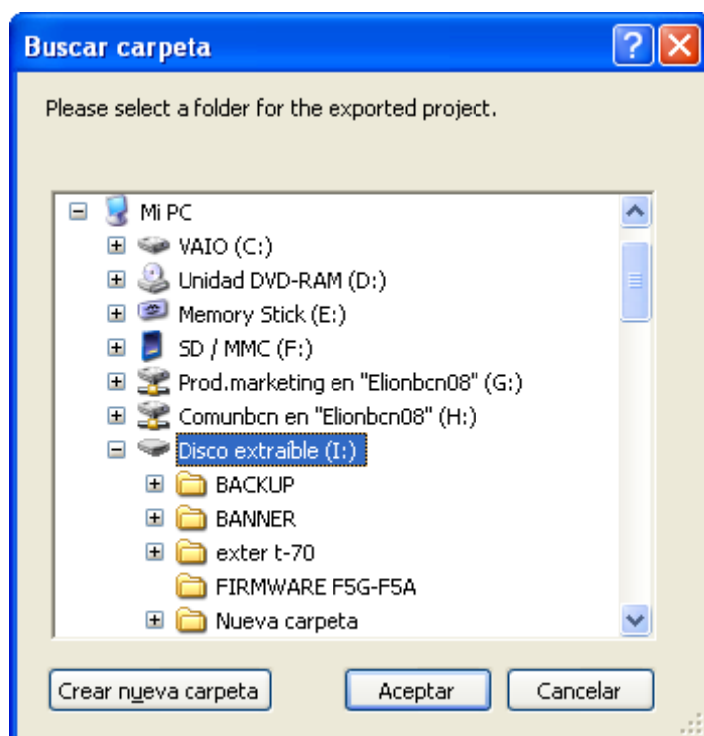 Buscar carpeta
Please select a folder for the exported project.
Mi PC
VAIO (C:)
Unidad DVD-RAM (D:)
Memory Stick (E:)
SD / MMC (F:)
Prod.marketing en "Elionbcn08" (G:)
Comunbcn en "Elionbcn08" (H:)
Disco extraíble (I:)
BACKUP
BANNER
exter t-70
FIRMWARE F5G-F5A
Nueva carpeta
Crear nueva carpeta Aceptar Cancelar